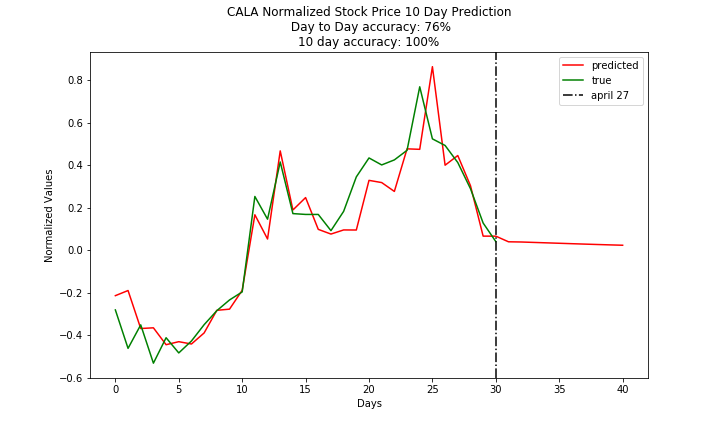 CALA Normalized Stock Price 10 Day Prediction
Day to Day accuracy: 76%
10 day accuracy: 100%
predicted
true
april 27
Normalized Values
0.8
0.6
0.4
0.2
0.0
−0.2
−0.4
−0.6
0
5
10
15
20
25
30
35
40
Days